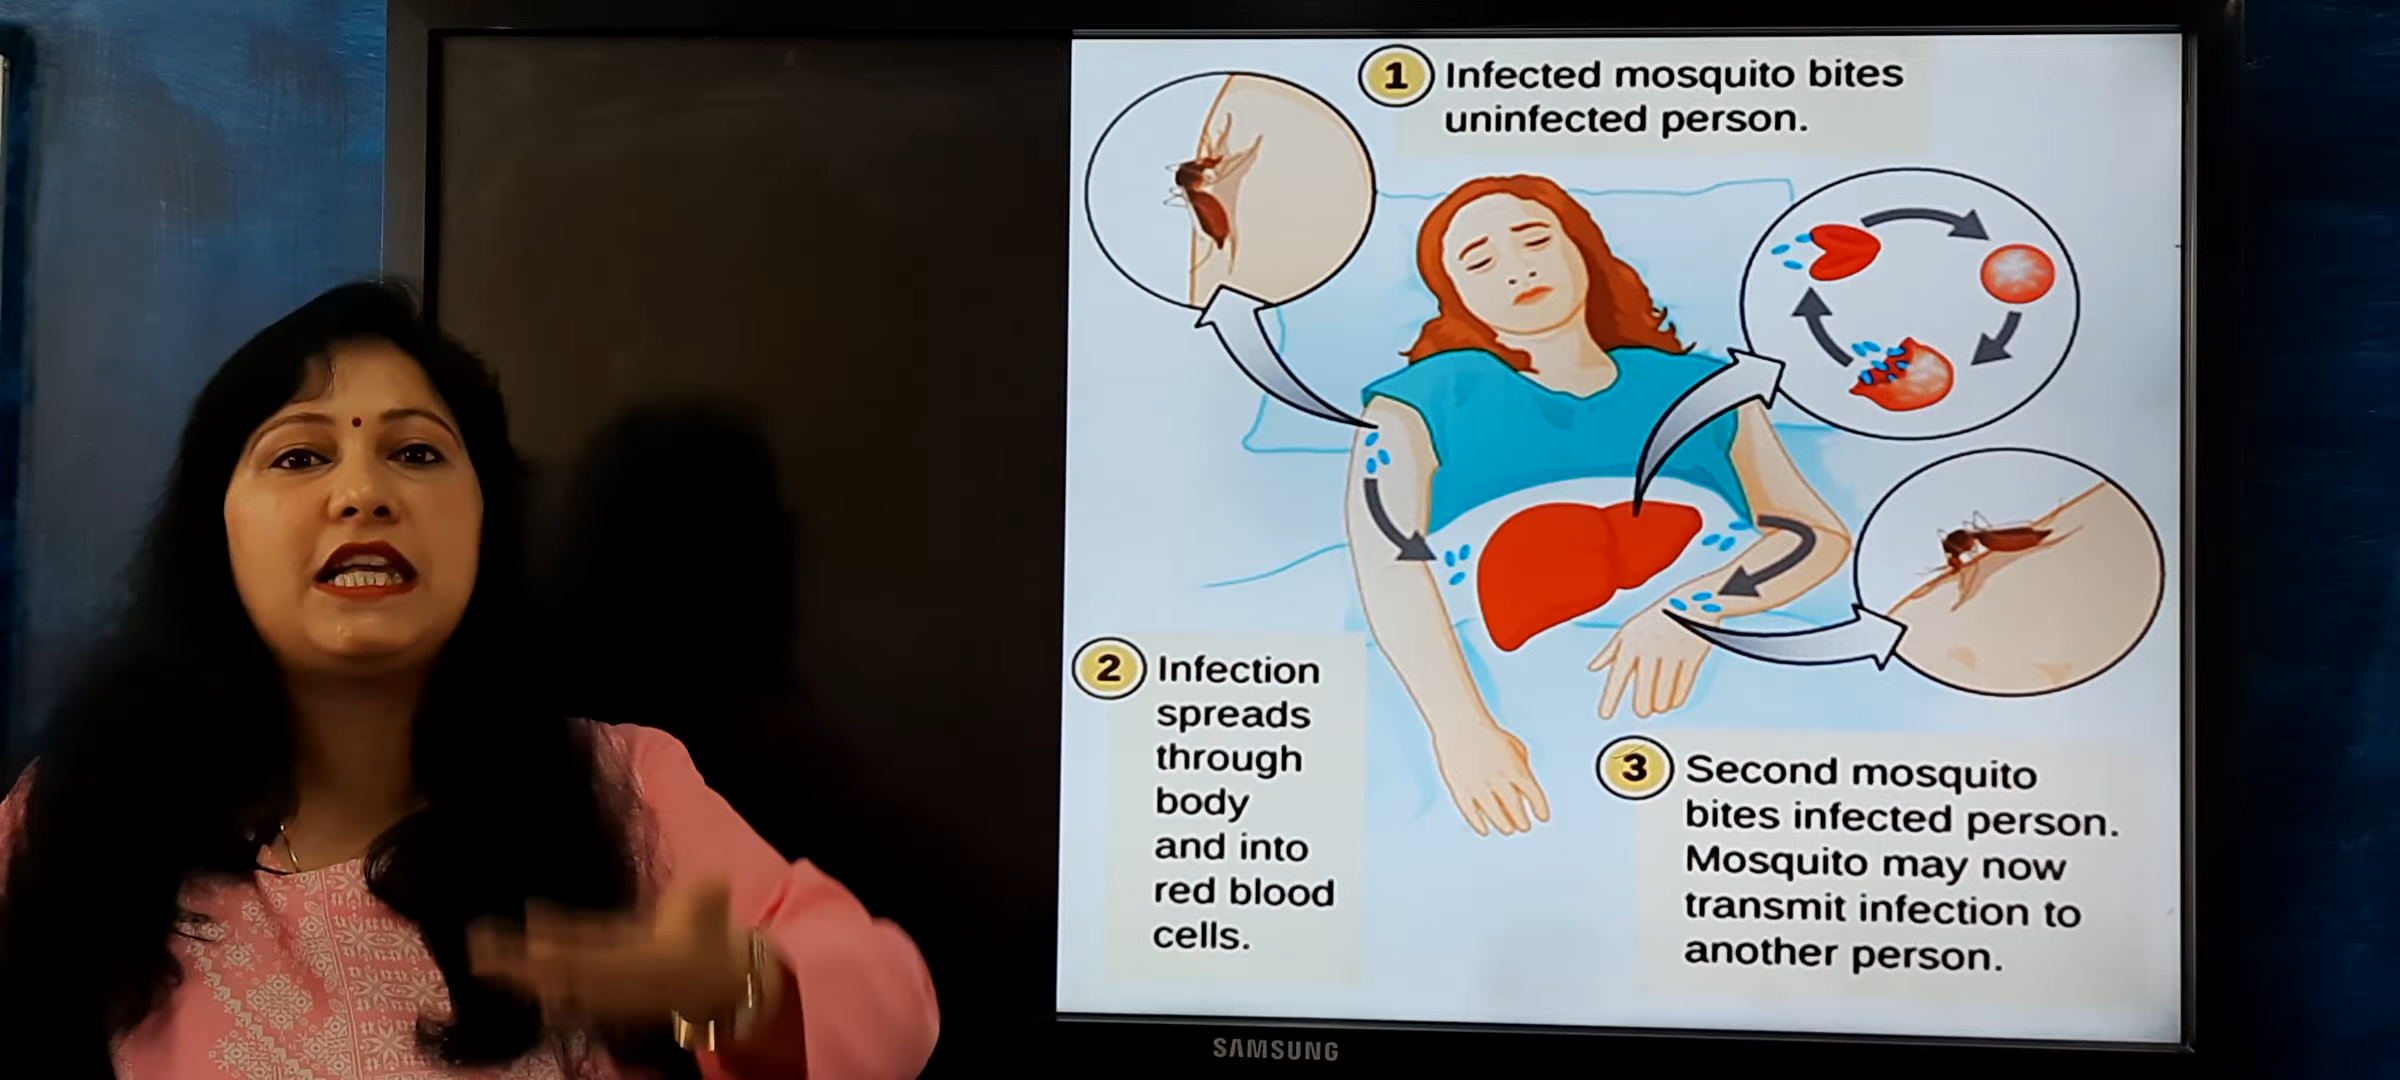 1 Infected mosquito bites
uninfected person.
2 Infection
spreads
through
body
and into
red blood
cells.
3 Second mosquito
bites infected person.
Mosquito may now
transmit infection to
another person.
SAMSUNG